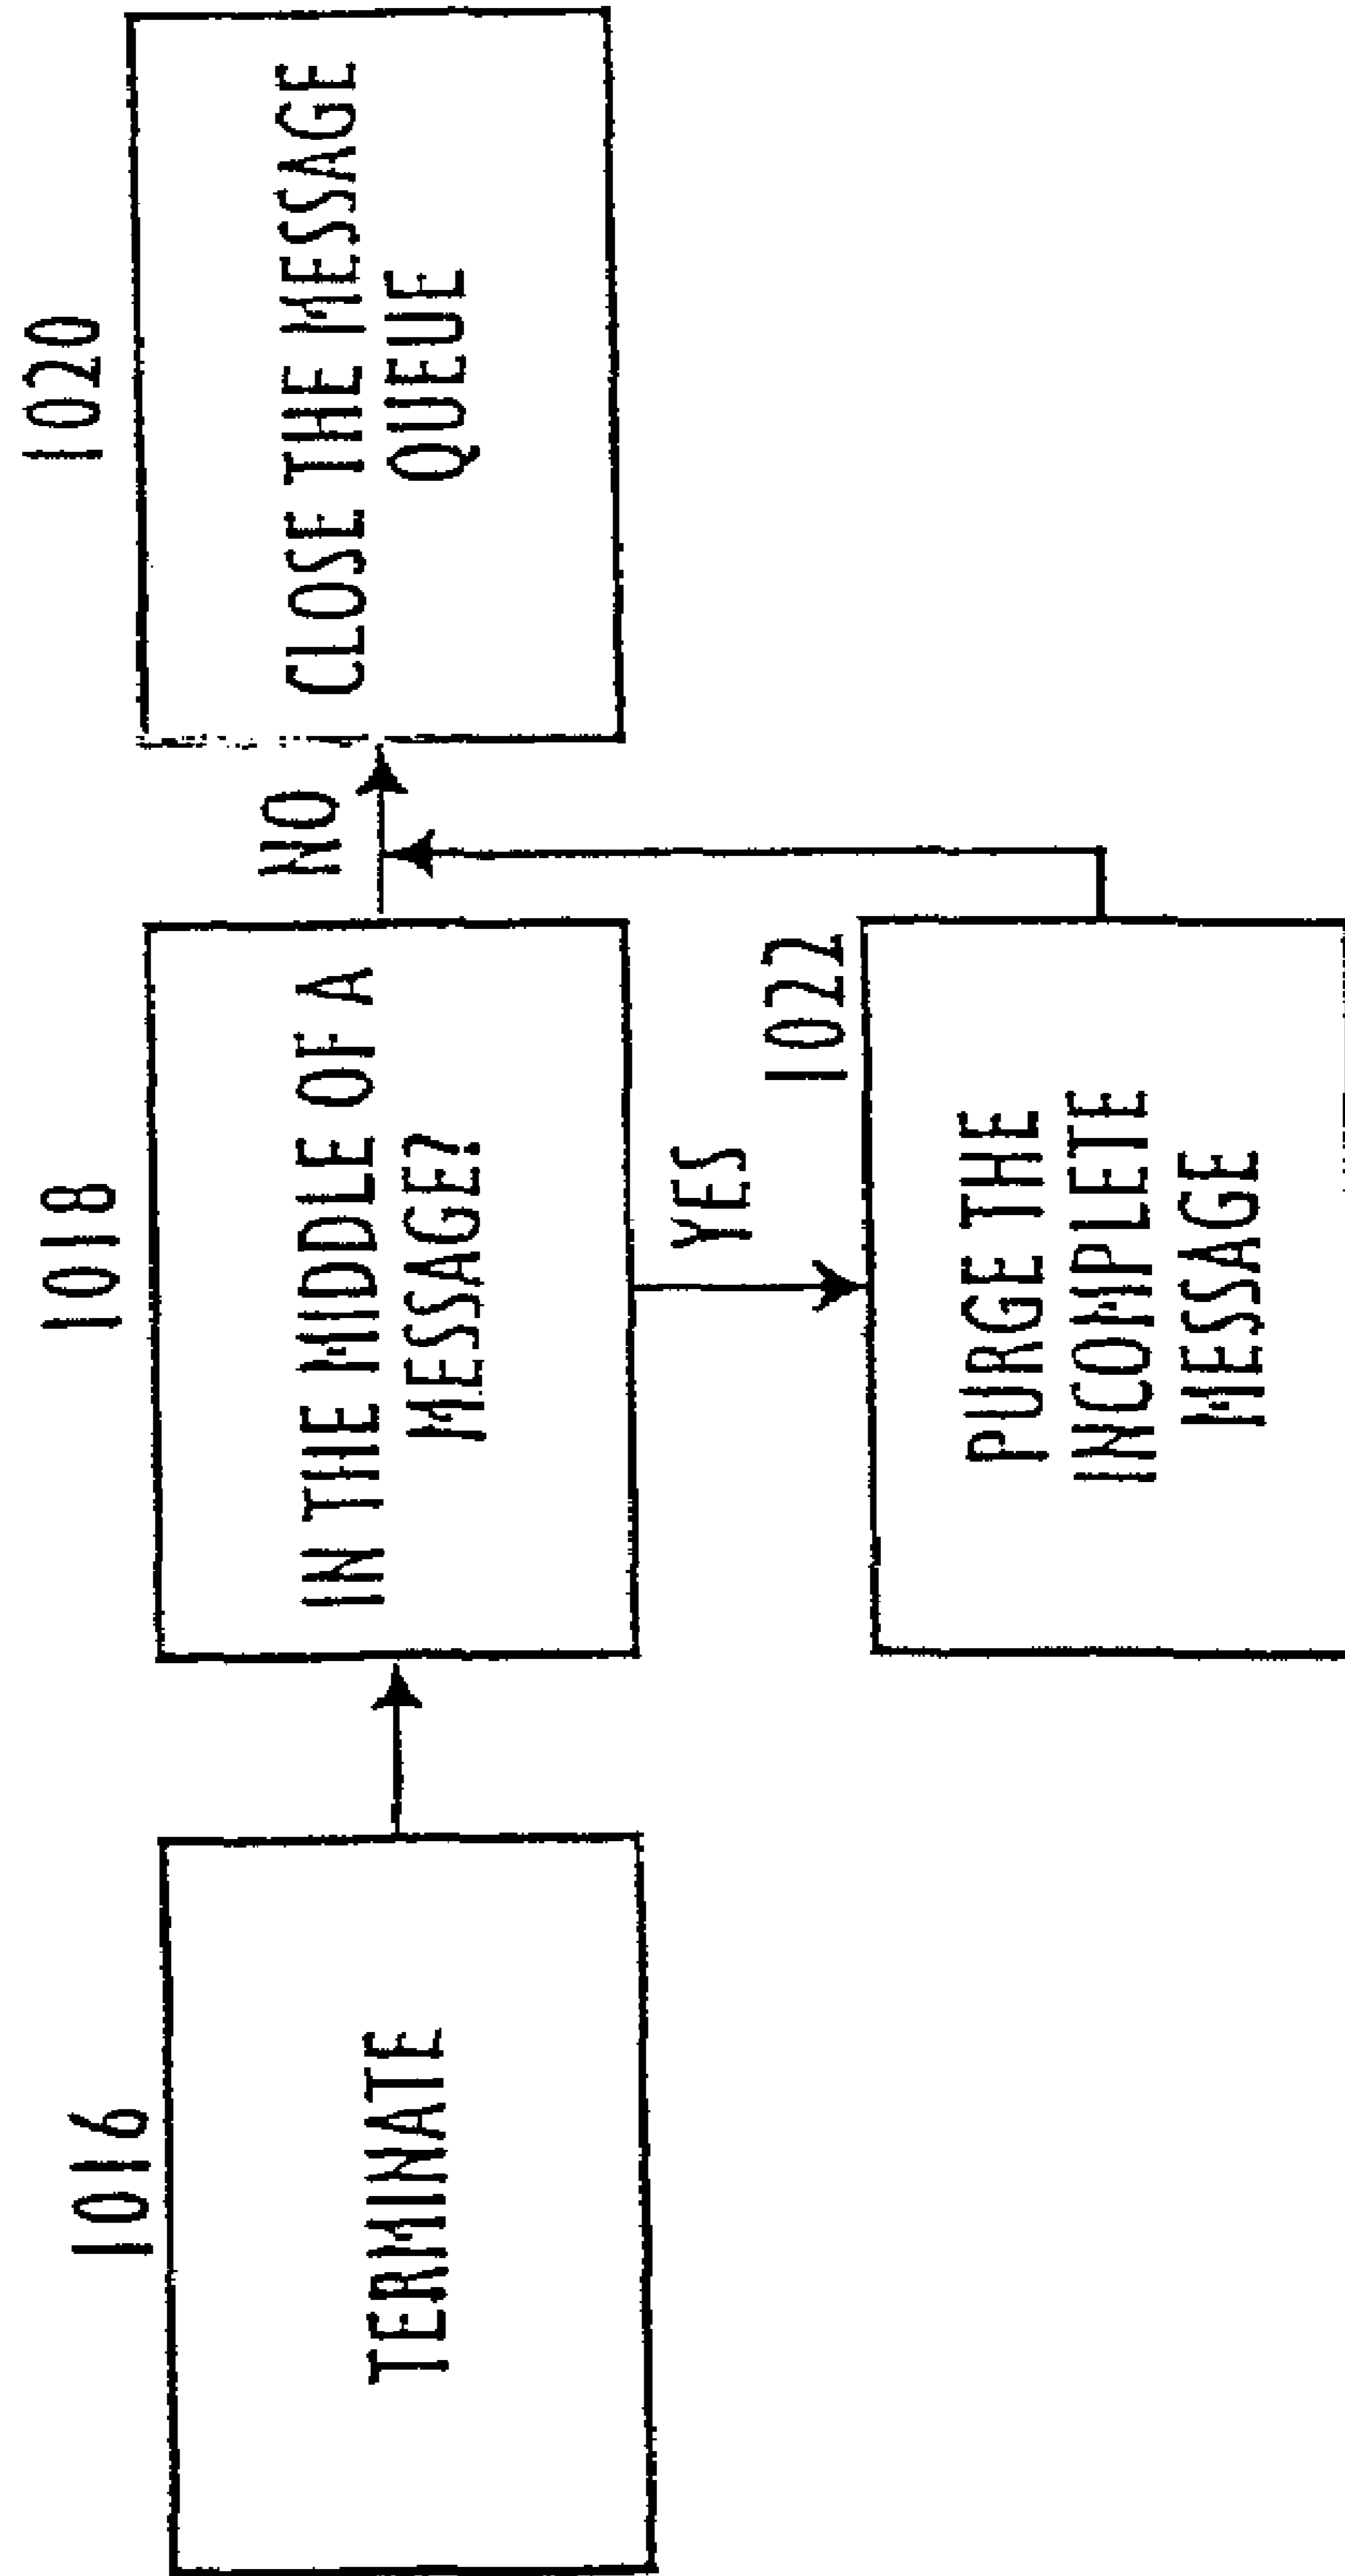 1016
TERMINATE
1018
IN THE MIDDLE OF A
MESSAGE?
NO
YES
1020
CLOSE THE MESSAGE
QUEUE
1022
PURGE THE
INCOMPLETE
MESSAGE